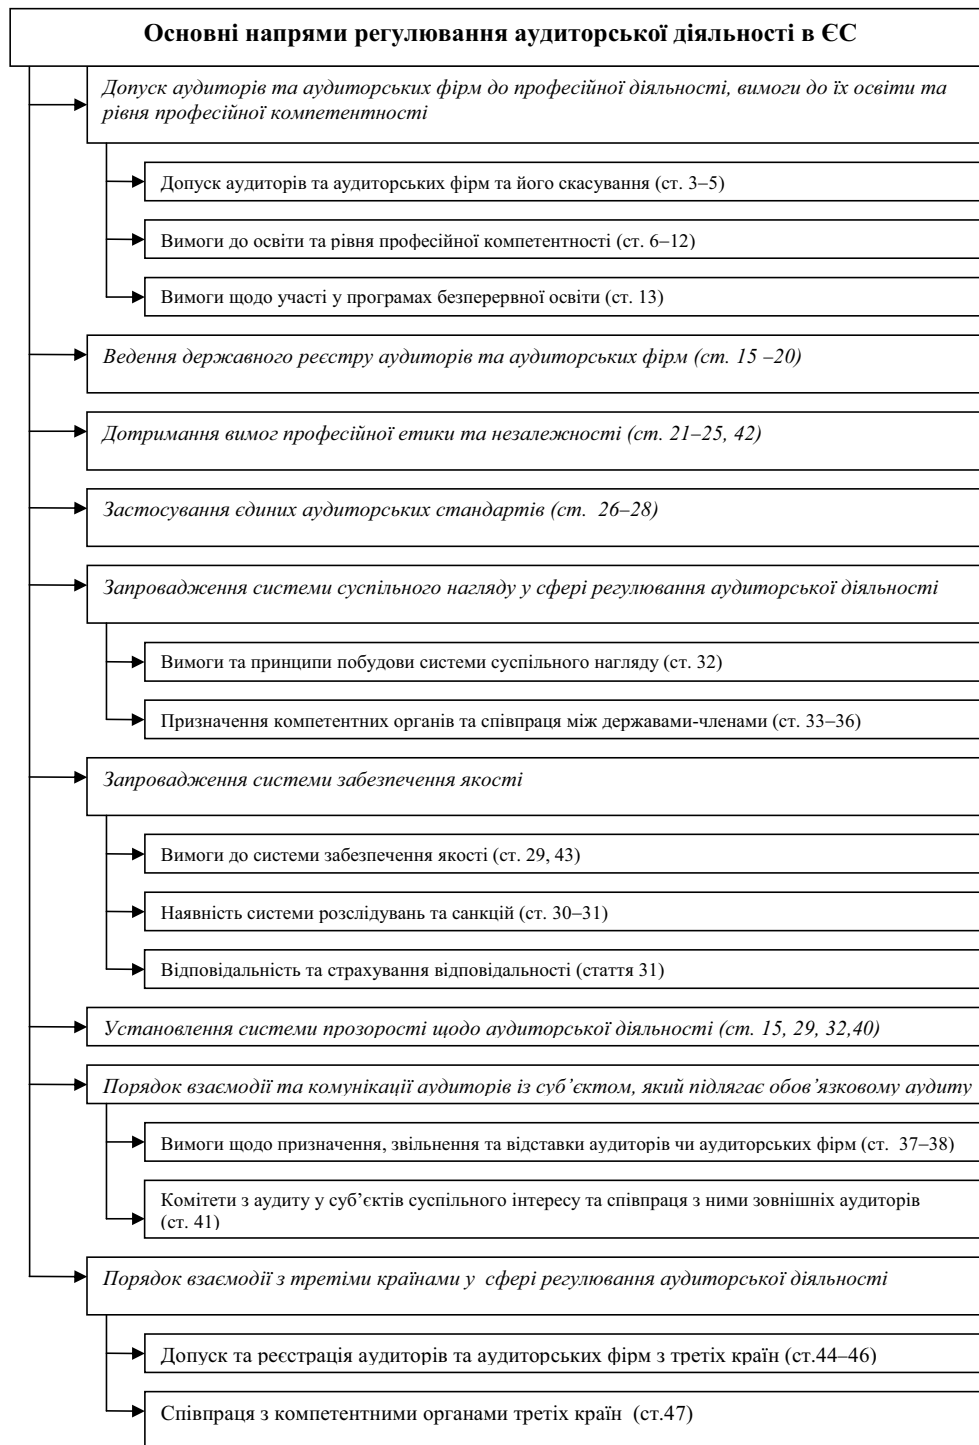 Основні напрями регулювання аудиторської діяльності в ЄС
Допуск аудиторів та аудиторських фірм до професійної діяльності, вимоги до їх освіти та
рівня професійної компетентності
Допуск аудиторів та аудиторських фірм та його скасування (ст. 3–5)
Вимоги до освіти та рівня професійної компетентності (ст. 6–12)
Вимоги щодо участі у програмах безперервної освіти (ст. 13)
Ведення державного реєстру аудиторів та аудиторських фірм (ст. 15 –20)
Дотримання вимог професійної етики та незалежності (ст. 21–25, 42)
Застосування єдиних аудиторських стандартів (ст. 26–28)
Запровадження системи суспільного нагляду у сфері регулювання аудиторської діяльності
Вимоги та принципи побудови системи суспільного нагляду (ст. 32)
Призначення компетентних органів та співпраця між державами-членами (ст. 33–36)
Запровадження системи забезпечення якості
Вимоги до системи забезпечення якості (ст. 29, 43)
Наявність системи розслідувань та санкцій (ст. 30–31)
Відповідальність та страхування відповідальності (стаття 31)
Установлення системи прозорості щодо аудиторської діяльності (ст. 15, 29, 32,40)
Порядок взаємодії та комунікації аудиторів із суб’єктом, який підлягає обов’язковому аудиту
Вимоги щодо призначення, звільнення та відставки аудиторів чи аудиторських фірм (ст. 37–38)
Комітети з аудиту у суб’єктів суспільного інтересу та співпраця з ними зовнішніх аудиторів
(ст. 41)
Порядок взаємодії з третіми країнами у сфері регулювання аудиторської діяльності
Допуск та реєстрація аудиторів та аудиторських фірм з третіх країн (ст.44–46)
Співпраця з компетентними органами третіх країн (ст.47)